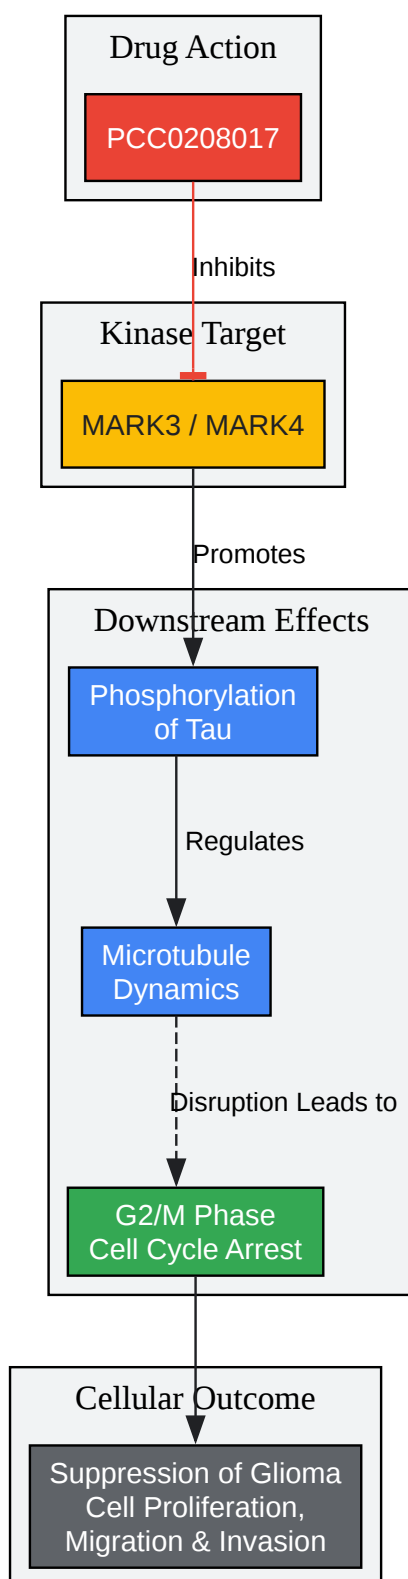 Drug Action
PCC0208017
Inhibits
Kinase Target
MARK3 / MARK4
Promotes
Downstream Effects
Phosphorylation
of Tau
Regulates
Microtubule
Dynamics
Disruption Leads to
G2/M Phase
Cell Cycle Arrest
Cellular Outcome
Suppression of Glioma
Cell Proliferation,
Migration & Invasion